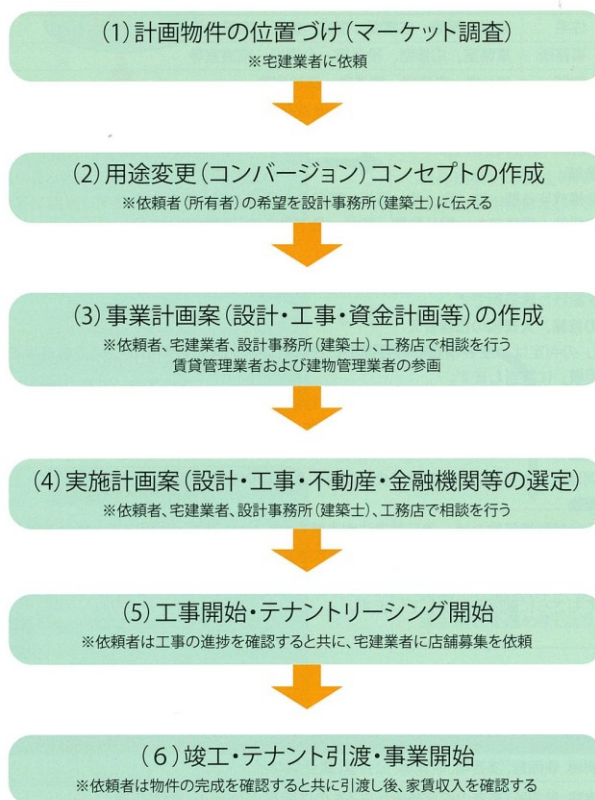 (1)計画物件の位置づけ(マーケット調査)
※宅建業者に依頼
(2)用途変更(コンバージョン)コンセプトの作成
※依頼者(所有者)の希望を設計事務所(建築士)に伝える
(3)事業計画案(設計・工事・資金計画等)の作成
※依頼者、宅建業者、設計事務所(建築士)、工務店で相談を行う
賃貸管理業者および建物管理業者の参画
(4)実施計画案(設計・工事・不動産・金融機関等の選定)
※依頼者、宅建業者、設計事務所(建築士)、工務店で相談を行う
(5)工事開始・テナントリーシング開始
※依頼者は工事の進捗を確認すると共に、宅建業者に店舗募集を依頼
(6)竣工・テナント引渡・事業開始
※依頼者は物件の完成を確認すると共に引渡し後、家賃収入を確認する